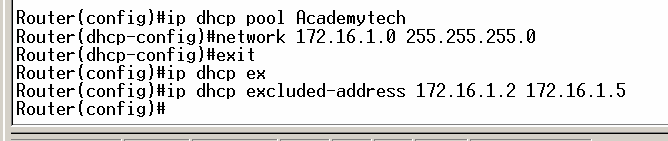 Router(config)#ip dhcp pool Academytech
Router(dhcp-config)#network 172.16.1.0 255.255.255.0
Router(dhcp-config)#exit
Router(config)#ip dhcp ex
Router(config)#ip dhcp excluded-address 172.16.1.2 172.16.1.5
Router(config)#